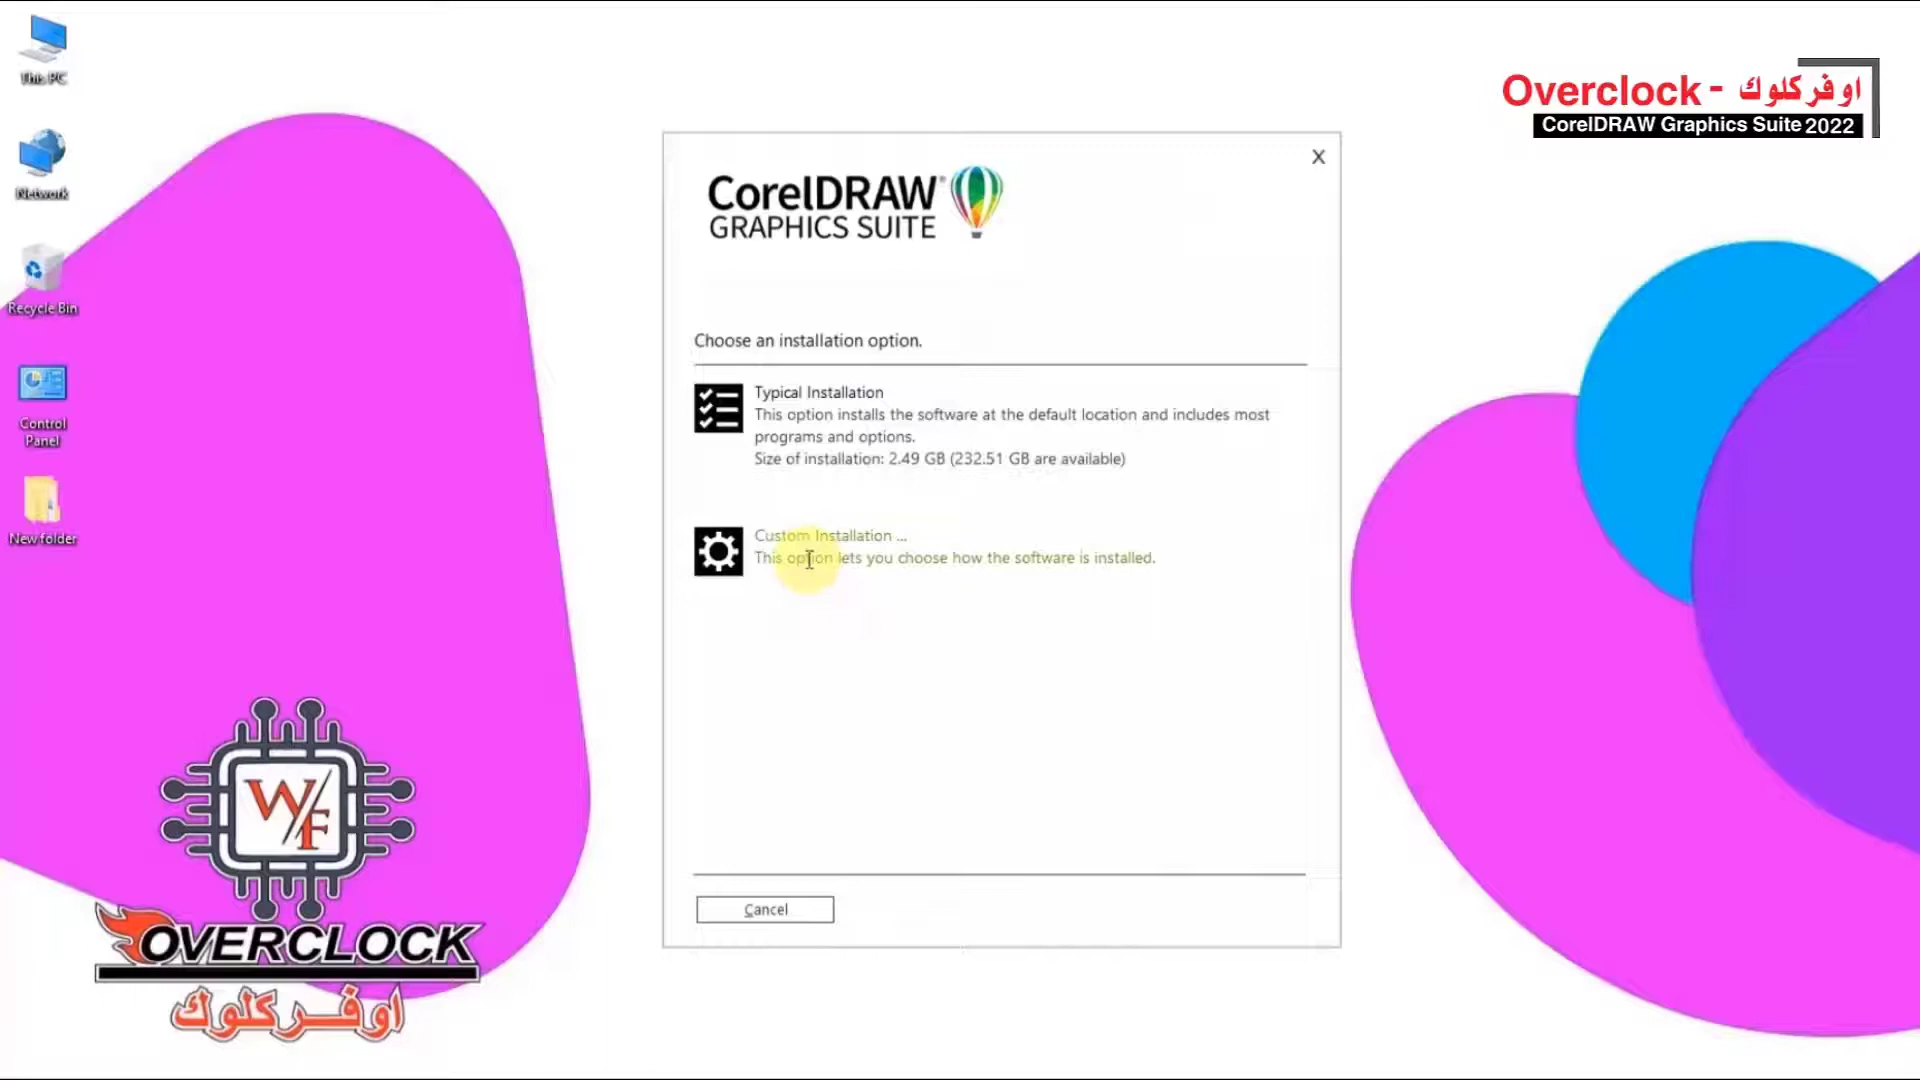 This PC
Network
Recycle Bin
Control
Panel
New folder
Overclock - اوفركلوك
CorelDRAW Graphics Suite 2022
X
CorelDRAW®
GRAPHICS SUITE
Choose an installation option.
Typical Installation
This option installs the software at the default location and includes most
programs and options.
Size of installation: 2.49 GB (232.51 GB are available)
Custom Installation ...
This option lets you choose how the software is installed.
Cancel
W/F
OVERCLOCK
اوفركلوك